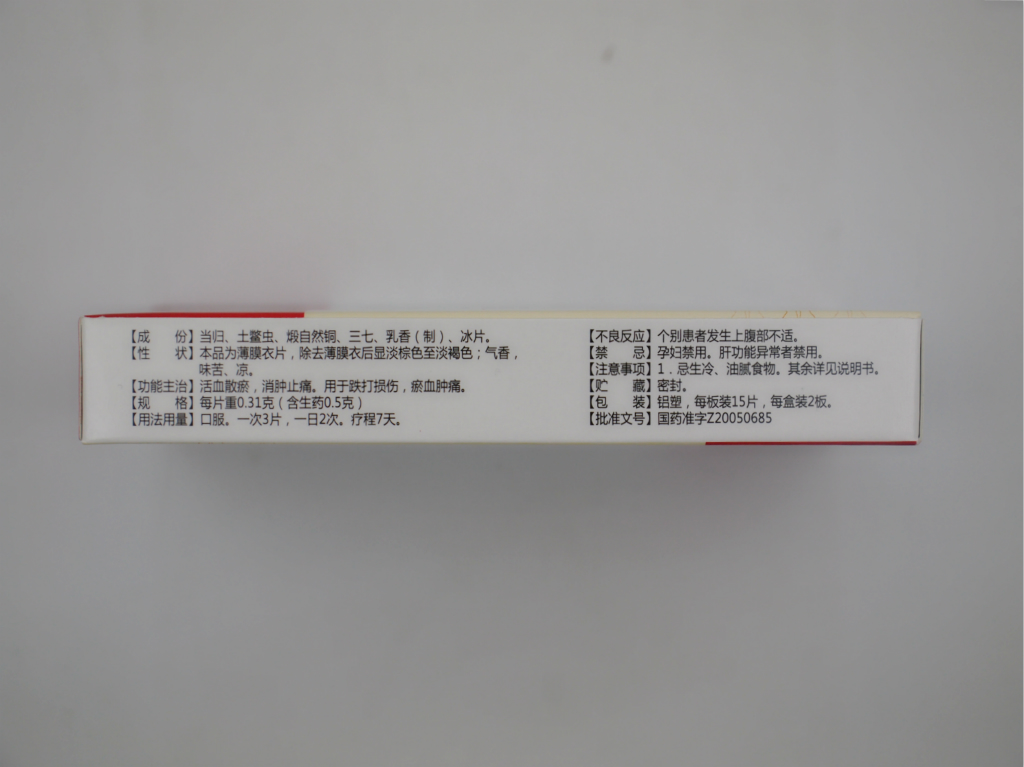 【成　　份】当归、土鳖虫、煅自然铜、三七、乳香（制）、冰片。
【性　　状】本品为薄膜衣片，除去薄膜衣后显淡棕色至淡褐色；气香，
味苦、凉。
【功能主治】活血散瘀，消肿止痛。用于跌打损伤，瘀血肿痛。
【规　　格】每片重0.31克（含生药0.5克）
【用法用量】口服。一次3片，一日2次。疗程7天。
【不良反应】个别患者发生上腹部不适。
【禁　　忌】孕妇禁用。肝功能异常者禁用。
【注意事项】1．忌生冷、油腻食物。其余详见说明书。
【贮　　藏】密封。
【包　　装】铝塑，每板装15片，每盒装2板。
【批准文号】国药准字Z20050685